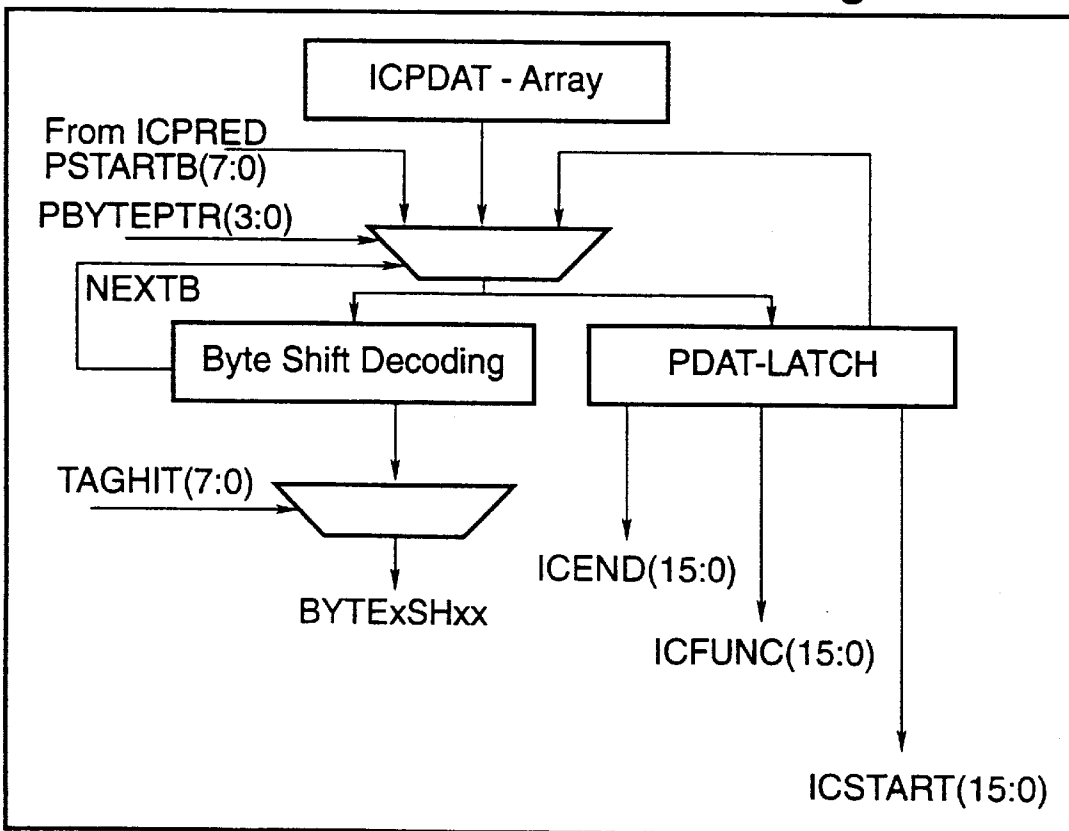 ICPDAT - Array
From ICPRED
PSTARTB(7:0)
PBYTEPTR(3:0)
NEXTB
Byte Shift Decoding
PDAT-LATCH
TAGHIT(7:0)
ICEND(15:0)
BYTExSHxx
ICFUNC(15:0)
ICSTART(15:0)